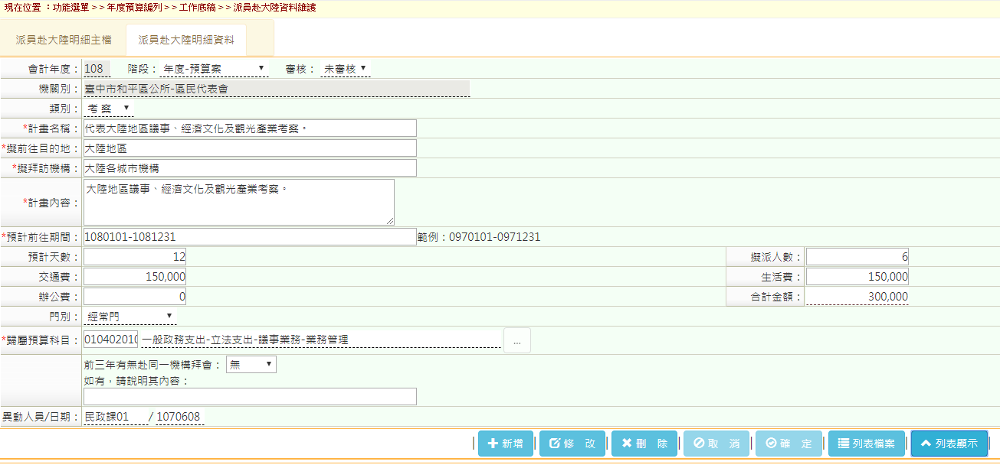 現在位置 ：功能選單>>年度預算編列>>工作底稿>>派員赴大陸資料維護
派員赴大陸明細主檔 派員赴大陸明細資料
會計年度： 108 階段： 年度-預算案 審核： 未審核
機關別： 臺中市和平區公所-區民代表會
類別： 考察
*計畫名稱： 代表大陸地區議事、經濟文化及觀光產業考察。
*擬前往目的地： 大陸地區
*擬拜訪機構： 大陸各城市機構
*計畫內容： 大陸地區議事、經濟文化及觀光產業考察。
*預計前往期間： 1080101-1081231 範例：0970101-0971231
預計天數： 12 擬派人數： 6
交通費： 150,000 生活費： 150,000
辦公費： 0 合計金額： 300,000
門別： 經常門
*歸屬預算科目： 010402010 一般政務支出-立法支出-議事業務-業務管理 ...
前三年有無赴同一機構拜會： 無
如有，請說明其內容：
異動人員/日期： 民政課01 / 1070608
新增 修 改 刪 除 取 消 確 定 列表檔案 列表顯示